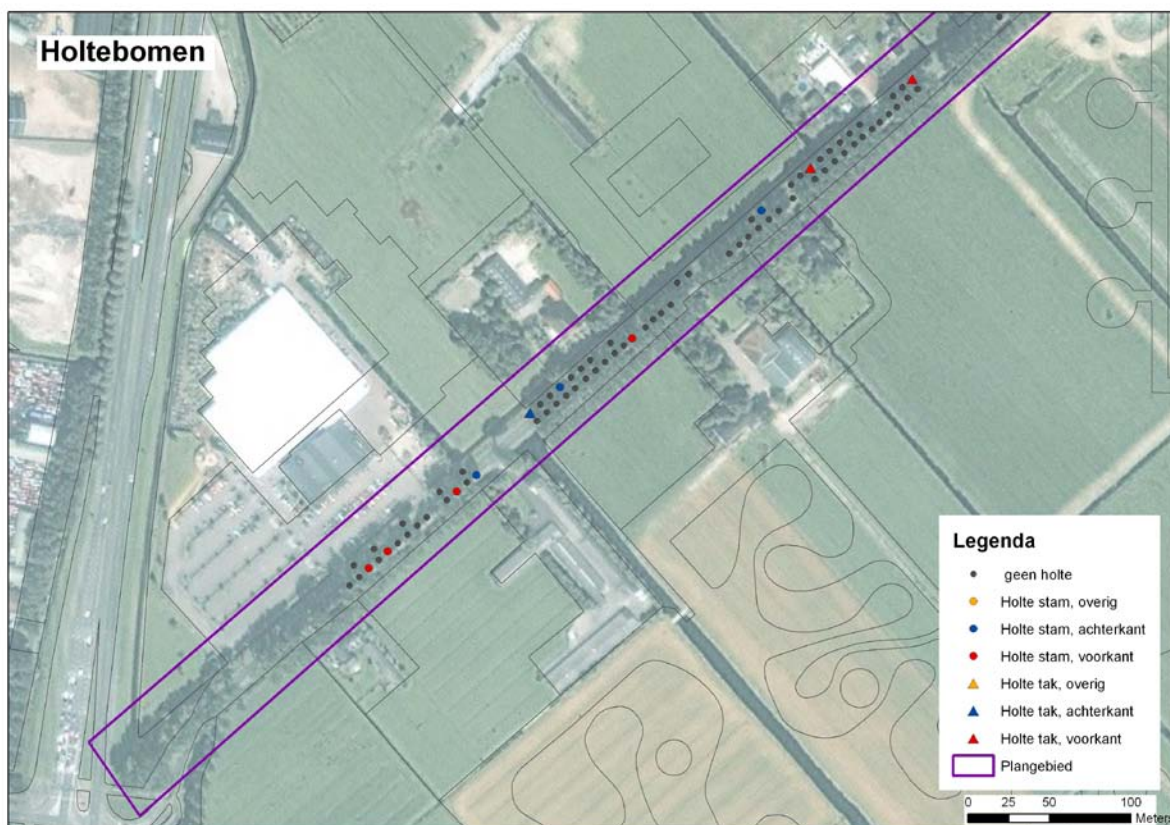 Holtebomen
Legenda
geen holte
Holte stam, overig
Holte stam, achterkant
Holte stam, voorkant
Holte tak, overig
Holte tak, achterkant
Holte tak, voorkant
Plangebied
0 25 50 100
Meters